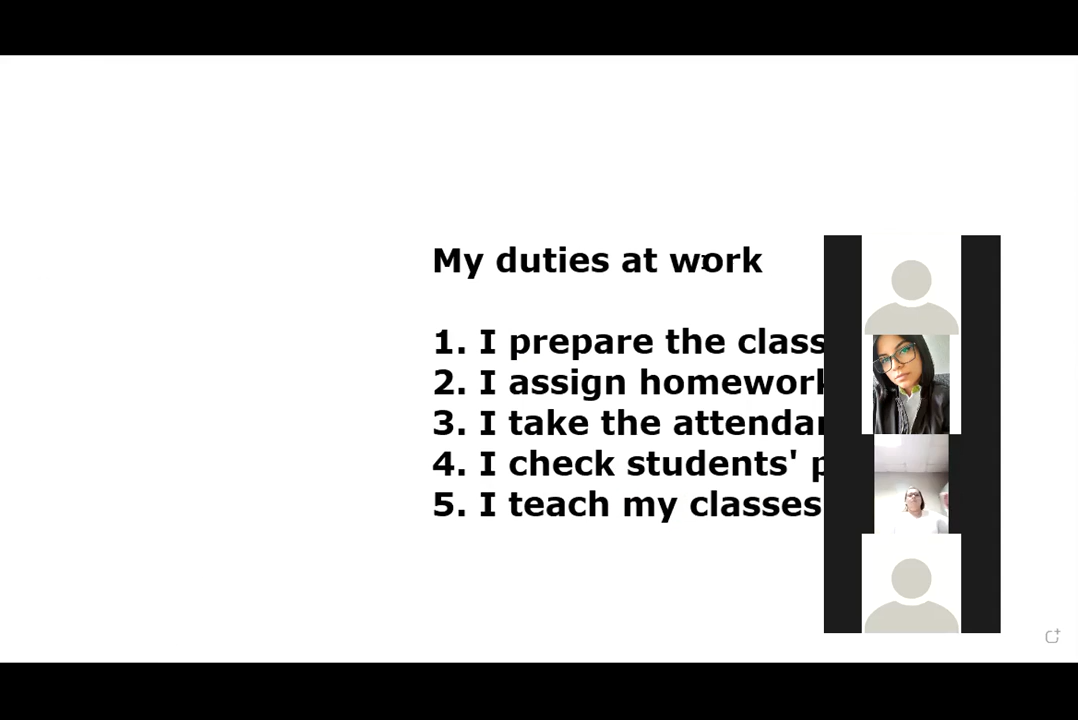 My duties at work
1. I prepare the class
2. I assign homework
3. I take the
4. I check students'
5. I teach my classes